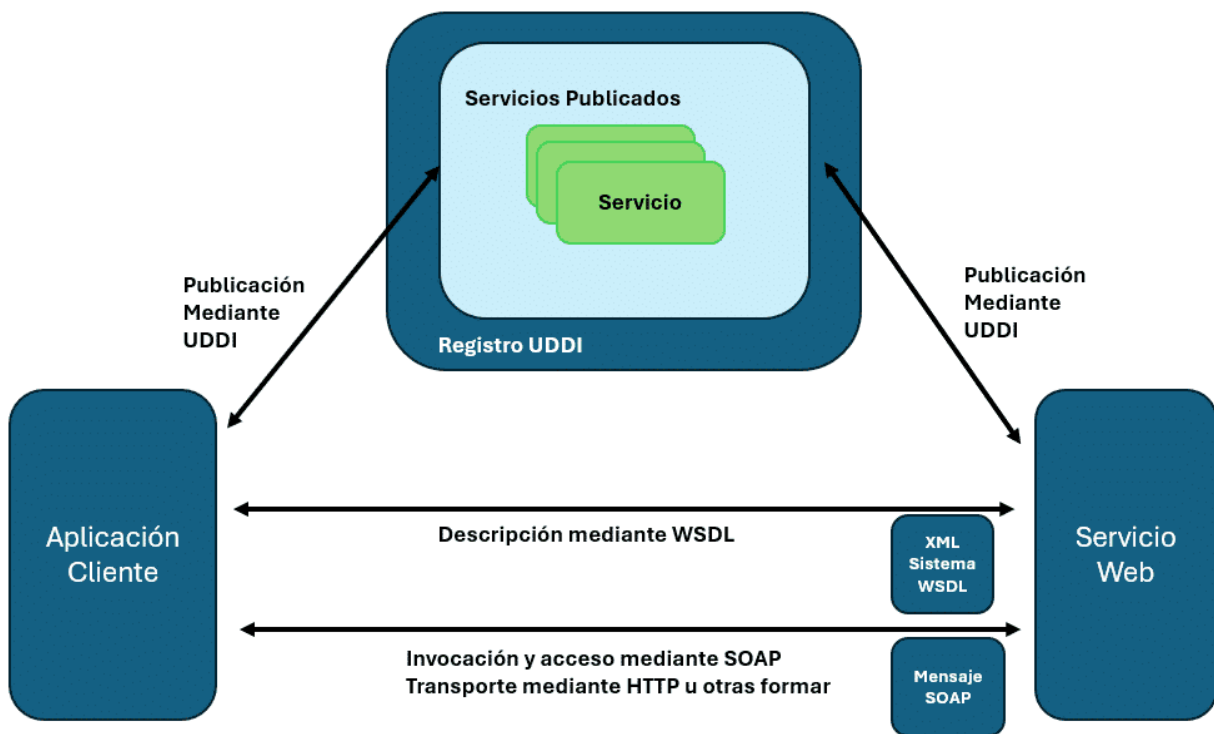 Servicios Publicados
Servicio
Registro UDDI
Publicación
Mediante
UDDI
Publicación
Mediante
UDDI
Aplicación
Cliente
Descripción mediante WSDL
XML
Sistema
WSDL
Servicio
Web
Invocación y acceso mediante SOAP
Transporte mediante HTTP u otras formar
Mensaje
SOAP